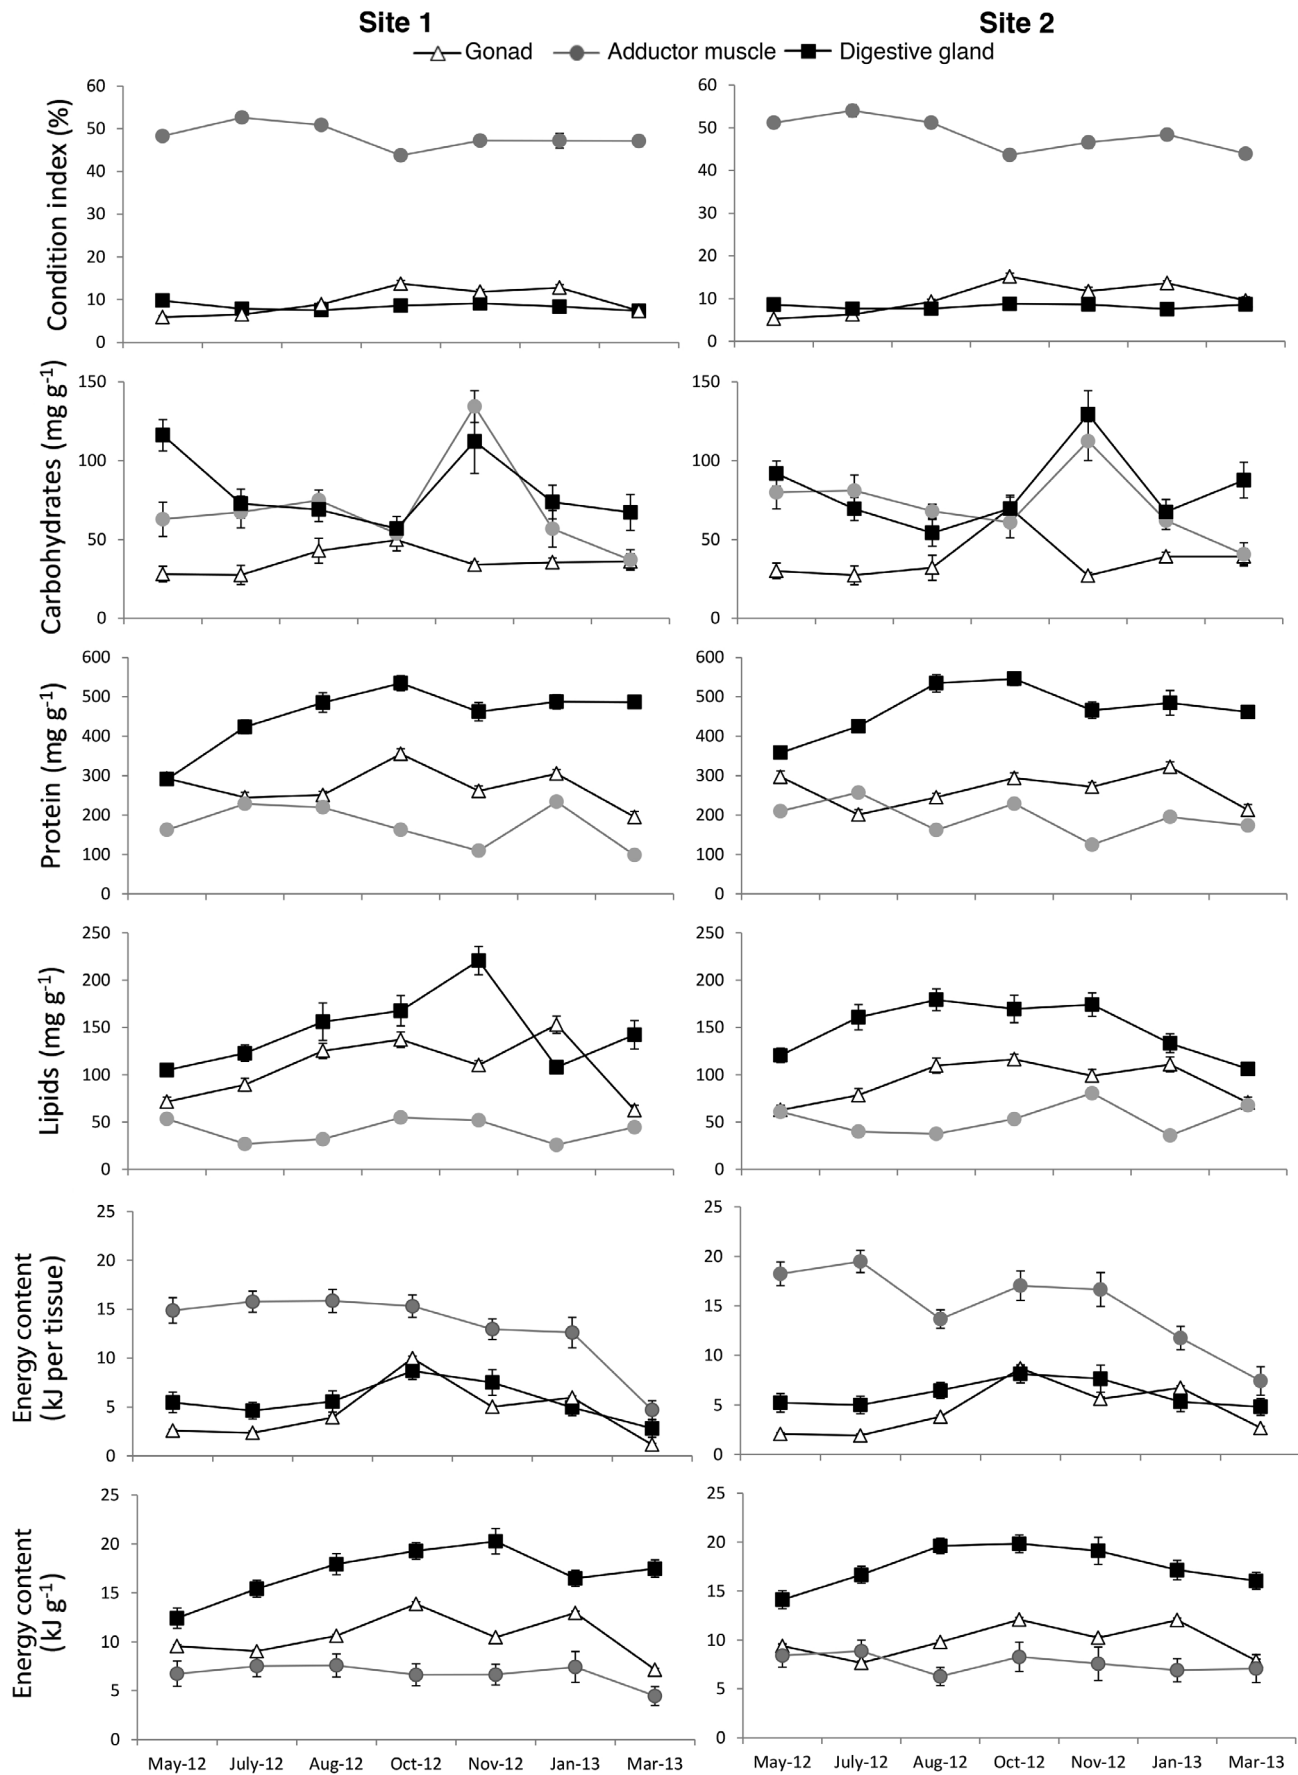 Site 1 Site 2
Gonad Adductor muscle Digestive gland
Condition index (%)
60 50 40 30 20 10 0
60 50 40 30 20 10 0
Carbohydrates (mg g⁻¹)
150 100 50 0
150 100 50 0
Protein (mg g⁻¹)
600 500 400 300 200 100 0
600 500 400 300 200 100 0
Lipids (mg g⁻¹)
250 200 150 100 50 0
250 200 150 100 50 0
Energy content
(kJ per tissue)
25 20 15 10 5 0
25 20 15 10 5 0
Energy content
(kJ g⁻¹)
25 20 15 10 5 0
25 20 15 10 5 0
May-12 July-12 Aug-12 Oct-12 Nov-12 Jan-13 Mar-13
May-12 July-12 Aug-12 Oct-12 Nov-12 Jan-13 Mar-13